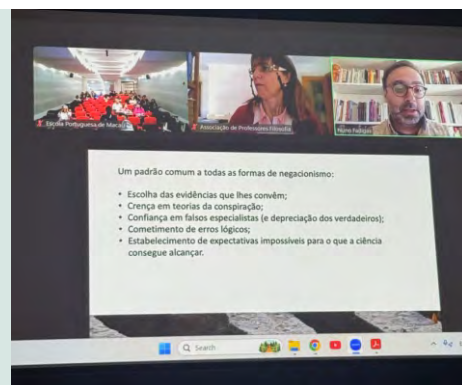 Escola Portuguesa de Macau
Associação de Professores Filosofia
Um padrão comum a todas as formas de negacionismo:
• Escolha das evidências que lhes convêm;
• Crença em teorias da conspiração;
• Confiança em falsos especialistas (e depreciação dos verdadeiros);
• Cometimento de erros lógicos;
• Estabelecimento de expectativas impossíveis para o que a ciência
consegue alcançar.
Search